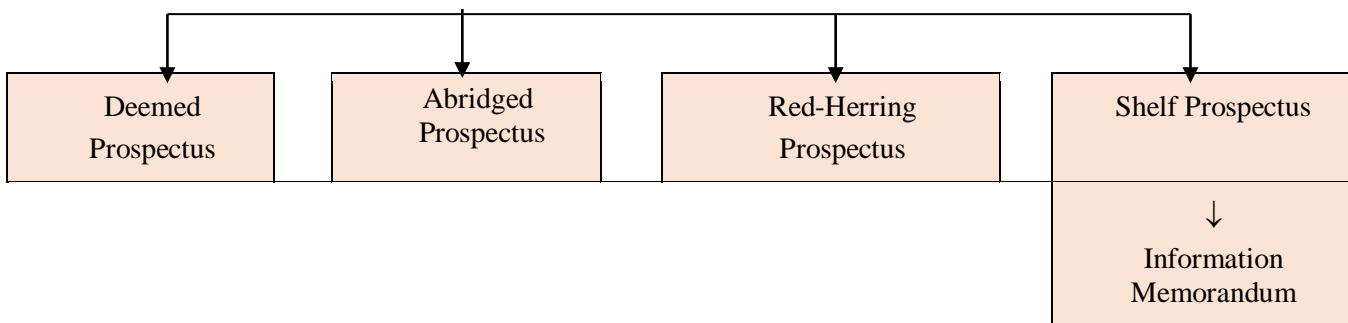 Deemed
Prospectus
Abridged
Prospectus
Red-Herring
Prospectus
Shelf Prospectus
↓
Information
Memorandum